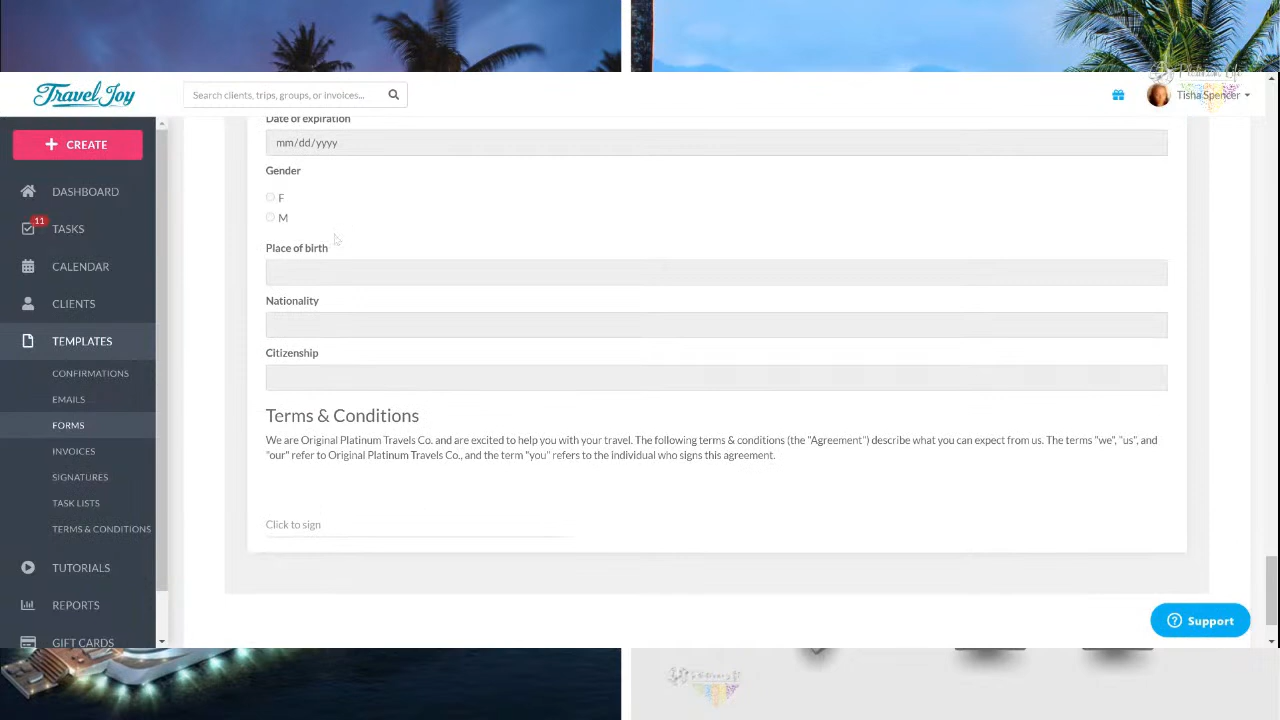 Travel Joy
Search clients, trips, groups, or invoices...
Tisha Spencer
CREATE
DASHBOARD
11
TASKS
CALENDAR
CLIENTS
TEMPLATES
CONFIRMATIONS
EMAILS
FORMS
INVOICES
SIGNATURES
TASK LISTS
TERMS & CONDITIONS
TUTORIALS
REPORTS
GIFT CARDS
Date of expiration
mm/dd/yyyy
Gender
F
M
Place of birth
Nationality
Citizenship
Terms & Conditions
We are Original Platinum Travels Co. and are excited to help you with your travel. The following terms & conditions (the "Agreement") describe what you can expect from us. The terms "we", "us", and
"our" refer to Original Platinum Travels Co., and the term "you" refers to the individual who signs this agreement.
Click to sign
Support